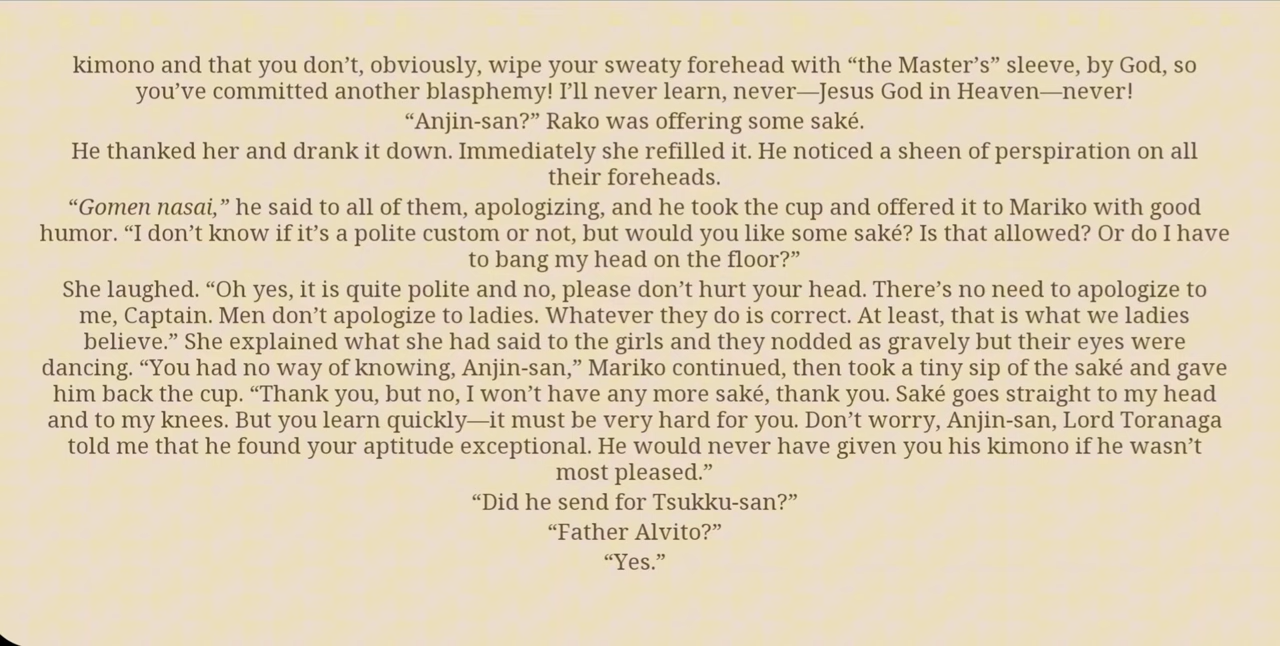 kimono and that you don’t, obviously, wipe your sweaty forehead with “the Master’s” sleeve, by God, so
you’ve committed another blasphemy! I’ll never learn, never—Jesus God in Heaven—never!
“Anjin-san?” Rako was offering some saké.
He thanked her and drank it down. Immediately she refilled it. He noticed a sheen of perspiration on all
their foreheads.
“Gomen nasai,” he said to all of them, apologizing, and he took the cup and offered it to Mariko with good
humor. “I don’t know if it’s a polite custom or not, but would you like some saké? Is that allowed? Or do I have
to bang my head on the floor?”
She laughed. “Oh yes, it is quite polite and no, please don’t hurt your head. There’s no need to apologize to
me, Captain. Men don’t apologize to ladies. Whatever they do is correct. At least, that is what we ladies
believe.” She explained what she had said to the girls and they nodded as gravely but their eyes were
dancing. “You had no way of knowing, Anjin-san,” Mariko continued, then took a tiny sip of the saké and gave
him back the cup. “Thank you, but no, I won’t have any more saké, thank you. Saké goes straight to my head
and to my knees. But you learn quickly—it must be very hard for you. Don’t worry, Anjin-san, Lord Toranaga
told me that he found your aptitude exceptional. He would never have given you his kimono if he wasn’t
most pleased.”
“Did he send for Tsukku-san?”
“Father Alvito?”
“Yes.”